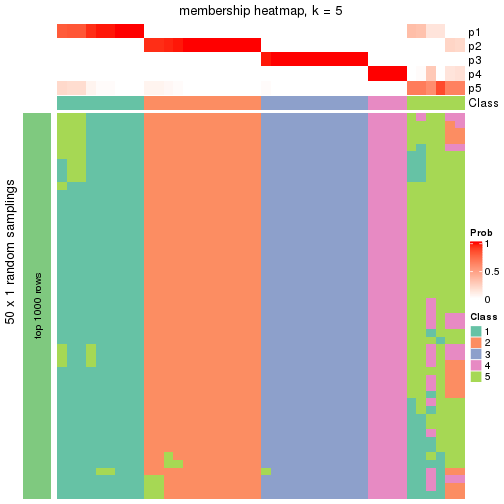 membership heatmap, k = 5
p1
p2
p3
p4
p5
Class
50 x 1 random samplings
top 1000 rows
Prob
1
0.5
0
Class
1
2
3
4
5